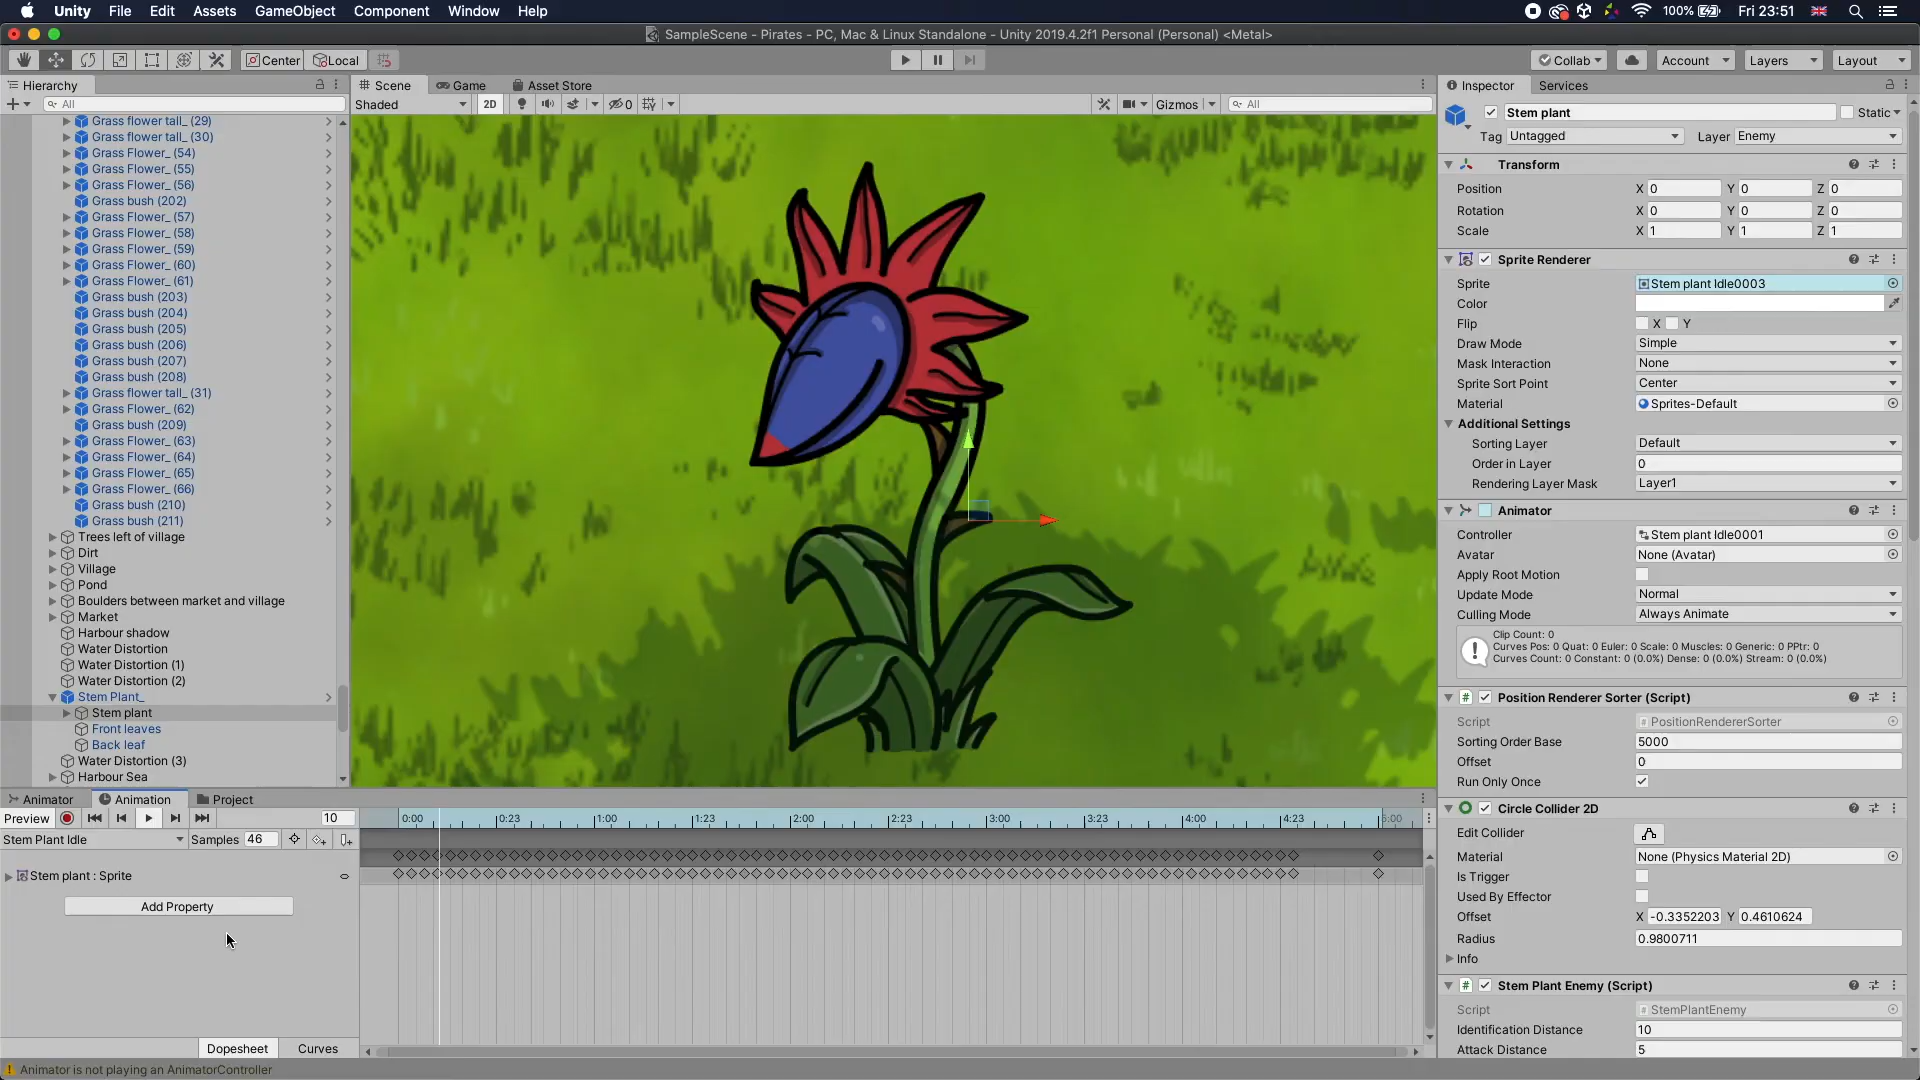 Unity File Edit Assets GameObject Component Window Help 100% Fri 23:51
SampleScene - Pirates - PC, Mac & Linux Standalone - Unity 2019.4.2f1 Personal (Personal) <Metal>
Center Local Collab Account Layers Layout
Hierarchy Scene Game Asset Store Inspector Services
All Shaded 2D 0 Gizmos All
Grass flower tall_ (29)
Grass flower tall_ (30)
Grass Flower_ (54)
Grass Flower_ (55)
Grass Flower_ (56)
Grass bush (202)
Grass Flower_ (57)
Grass Flower_ (58)
Grass Flower_ (59)
Grass Flower_ (60)
Grass Flower_ (61)
Grass bush (203)
Grass bush (204)
Grass bush (205)
Grass bush (206)
Grass bush (207)
Grass bush (208)
Grass flower tall_ (31)
Grass Flower_ (62)
Grass bush (209)
Grass Flower_ (63)
Grass Flower_ (64)
Grass Flower_ (65)
Grass Flower_ (66)
Grass bush (210)
Grass bush (211)
Trees left of village
Dirt
Village
Pond
Boulders between market and village
Market
Harbour shadow
Water Distortion
Water Distortion (1)
Water Distortion (2)
Stem Plant_
Stem plant
Front leaves
Back leaf
Water Distortion (3)
Harbour Sea
Stem plant Static
Tag Untagged Layer Enemy
Transform
Position X 0 Y 0 Z 0
Rotation X 0 Y 0 Z 0
Scale X 1 Y 1 Z 1
Sprite Renderer
Sprite Stem plant Idle0003
Color
Flip X Y
Draw Mode Simple
Mask Interaction None
Sprite Sort Point Center
Material Sprites-Default
Additional Settings
Sorting Layer Default
Order in Layer 0
Rendering Layer Mask Layer1
Animator
Controller Stem plant Idle0001
Avatar None (Avatar)
Apply Root Motion
Update Mode Normal
Culling Mode Always Animate
Clip Count: 0
Curves Pos: 0 Quat: 0 Euler: 0 Scale: 0 Muscles: 0 Generic: 0 PPtr: 0
Curves Count: 0 Constant: 0 (0.0%) Dense: 0 (0.0%) Stream: 0 (0.0%)
Position Renderer Sorter (Script)
Script PositionRendererSorter
Sorting Order Base 5000
Offset 0
Run Only Once
Circle Collider 2D
Edit Collider
Material None (Physics Material 2D)
Is Trigger
Used By Effector
Offset X -0.3352203 Y 0.4610624
Radius 0.9800711
Info
Stem Plant Enemy (Script)
Script StemPlantEnemy
Identification Distance 10
Attack Distance 5
Animator Animation Project
Preview 10 0:00 0:23 1:00 1:23 2:00 2:23 3:00 3:23 4:00 4:23 5:00
Stem Plant Idle Samples 46
Stem plant : Sprite
Add Property
Dopesheet Curves
Animator is not playing an AnimatorController